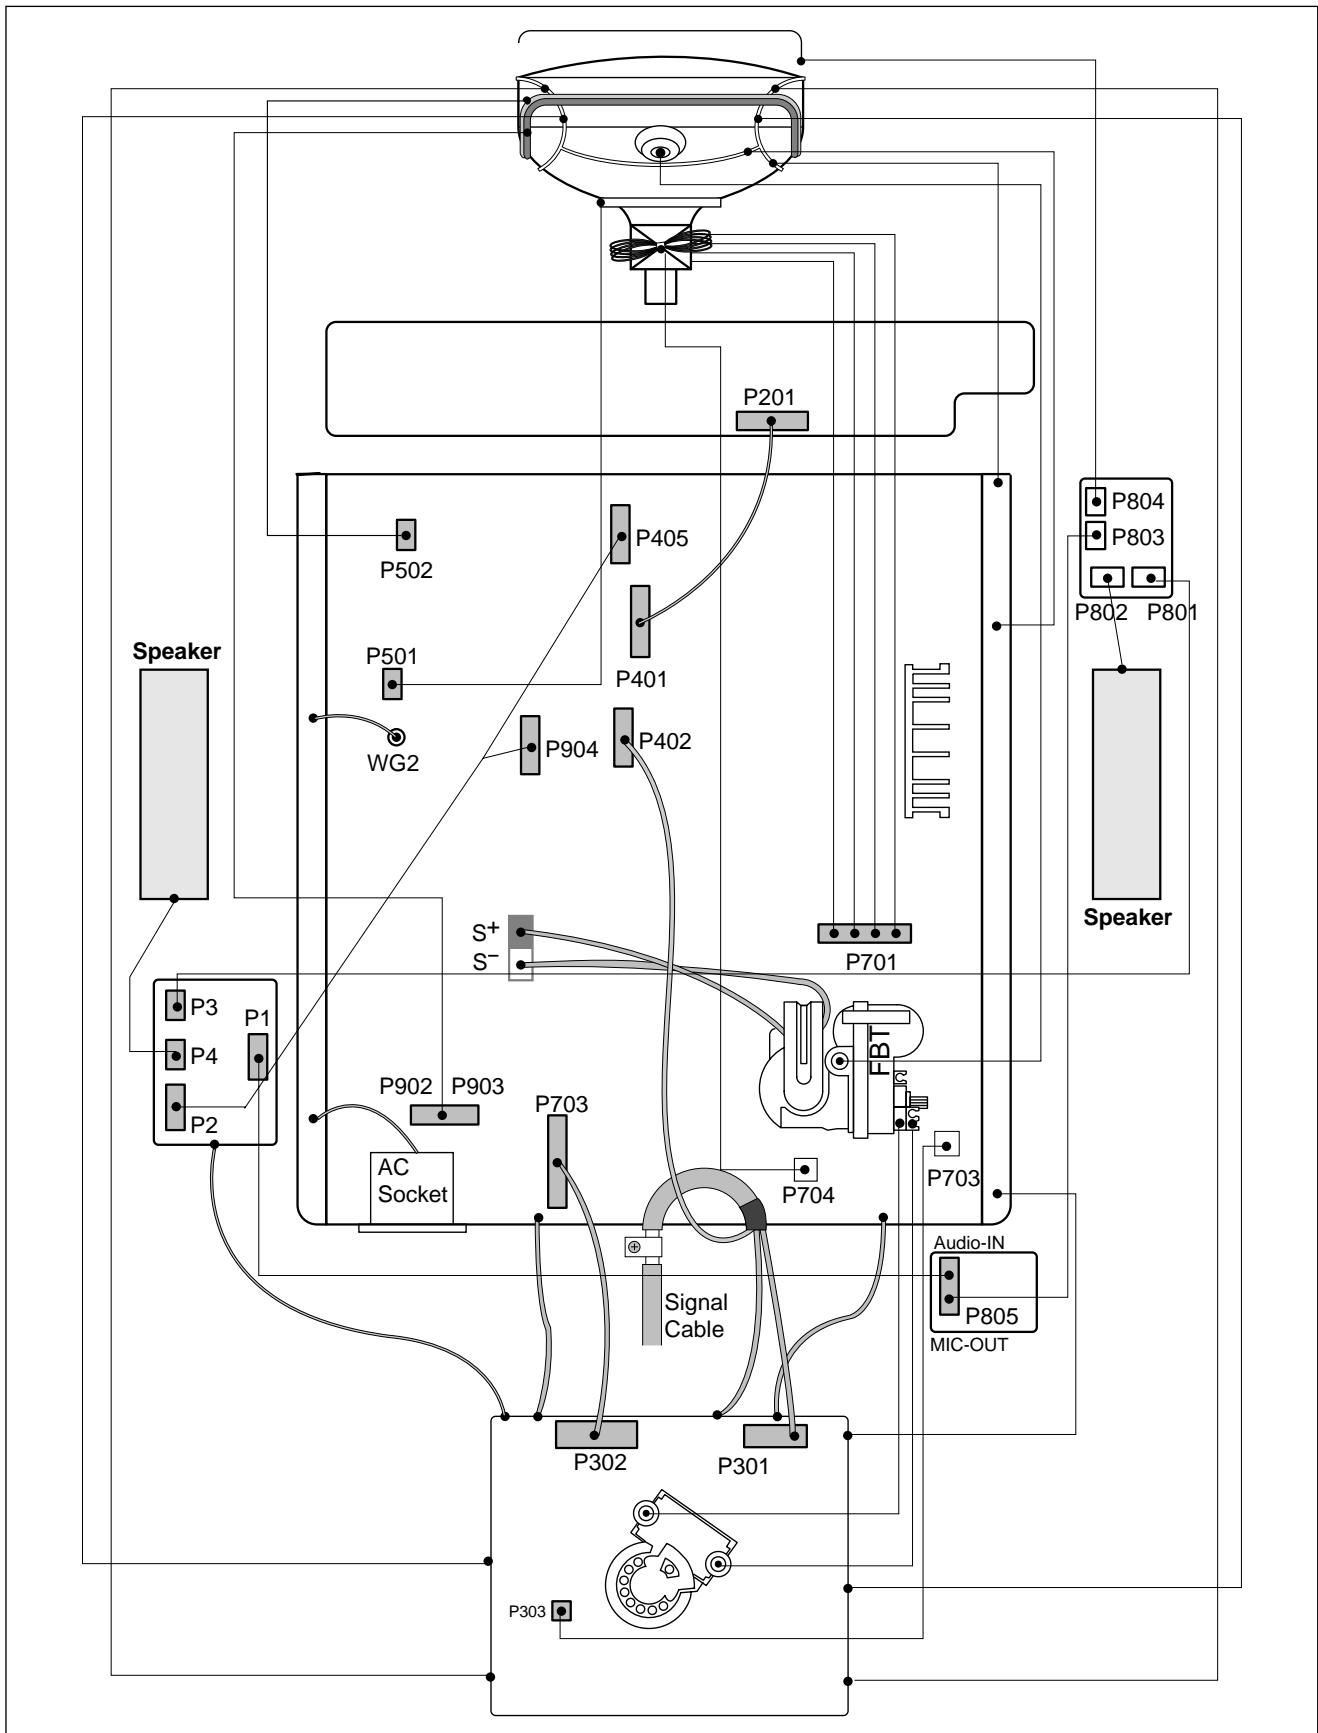 P201
P804
P405
P803
P502
P802
P801
Speaker
P501
P401
P402
P904
WG2
Speaker
S+
S−
P701
P3
P1
FBT
P4
P902
P903
P703
P2
AC
Socket
P704
P703
Audio-IN
Signal
Cable
P805
MIC-OUT
P302
P301
P303